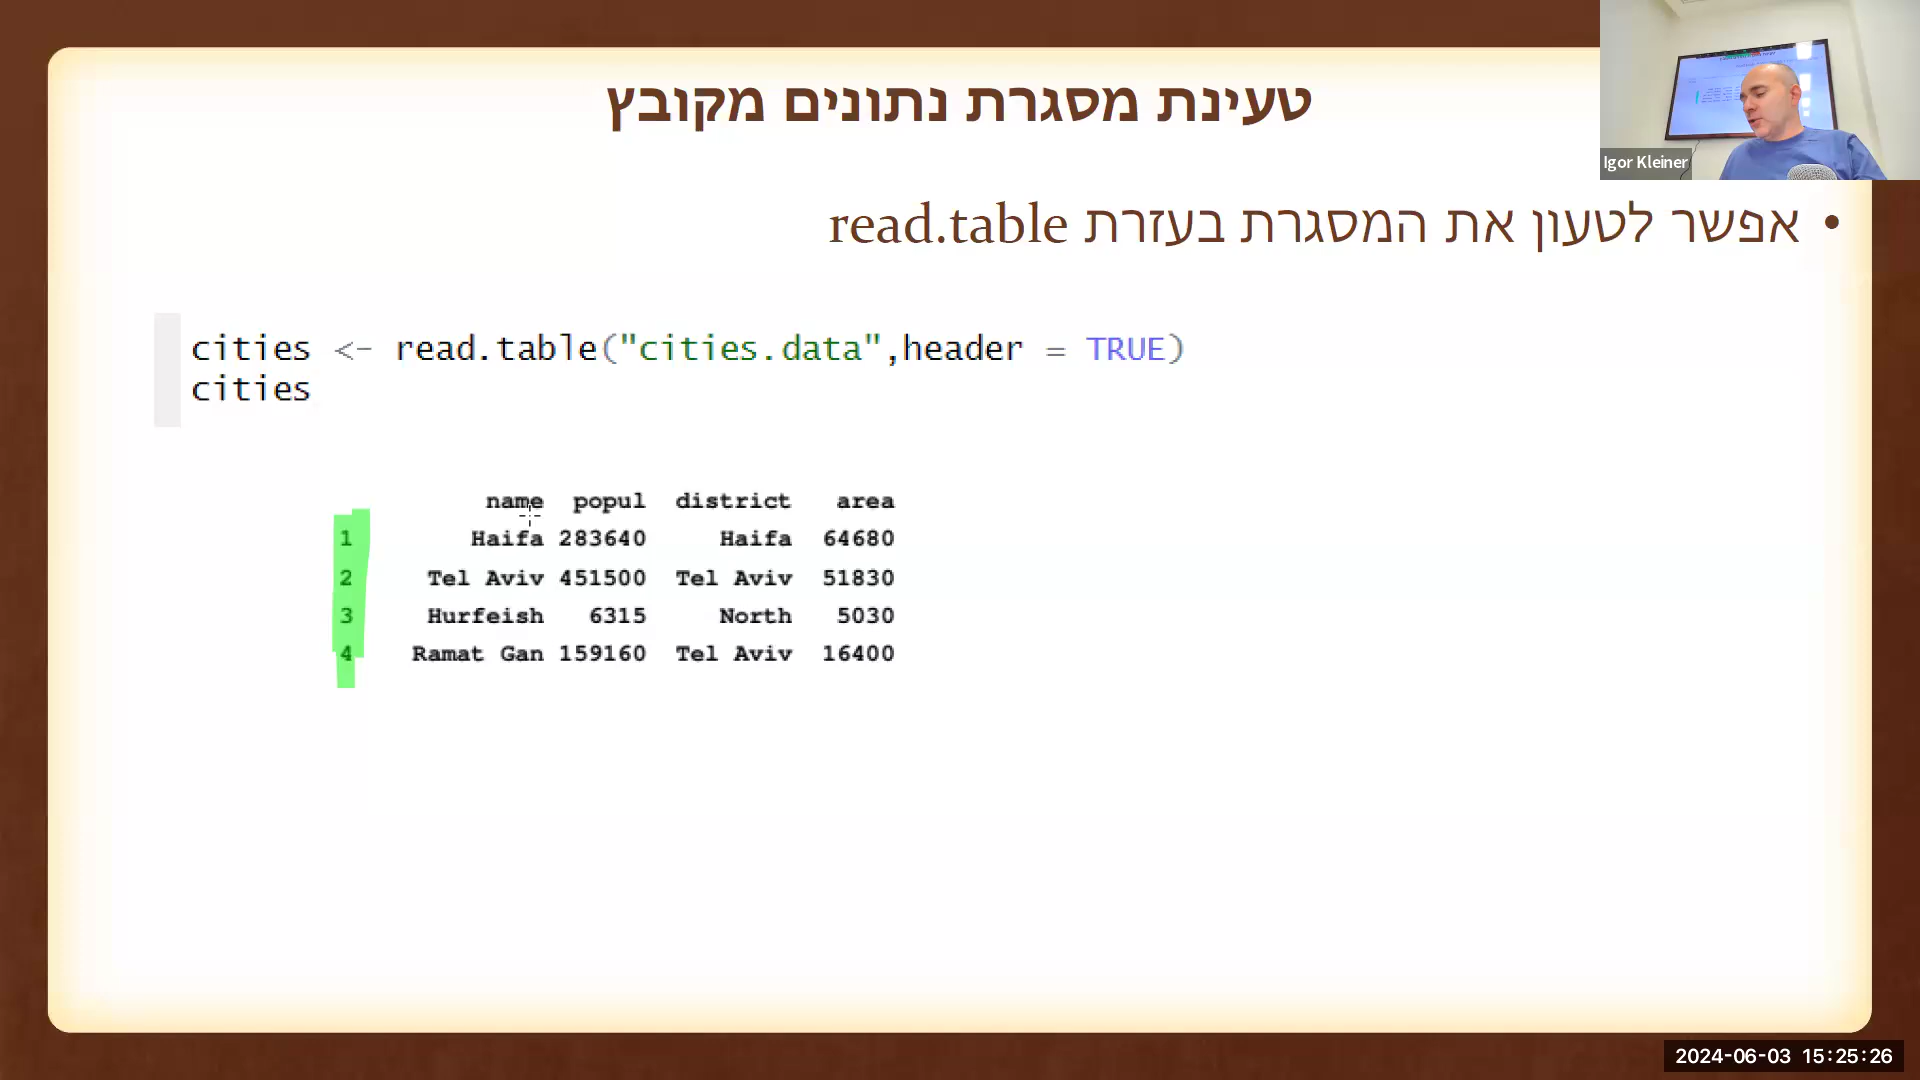 טעינת מסגרת נתונים מקובץ
Igor Kleiner
• אפשר לטעון את המסגרת בעזרת read.table
cities <- read.table("cities.data",header = TRUE)
cities
name popul district area
1 Haifa 283640 Haifa 64680
2 Tel Aviv 451500 Tel Aviv 51830
3 Hurfeish 6315 North 5030
4 Ramat Gan 159160 Tel Aviv 16400
2024-06-03 15:25:26